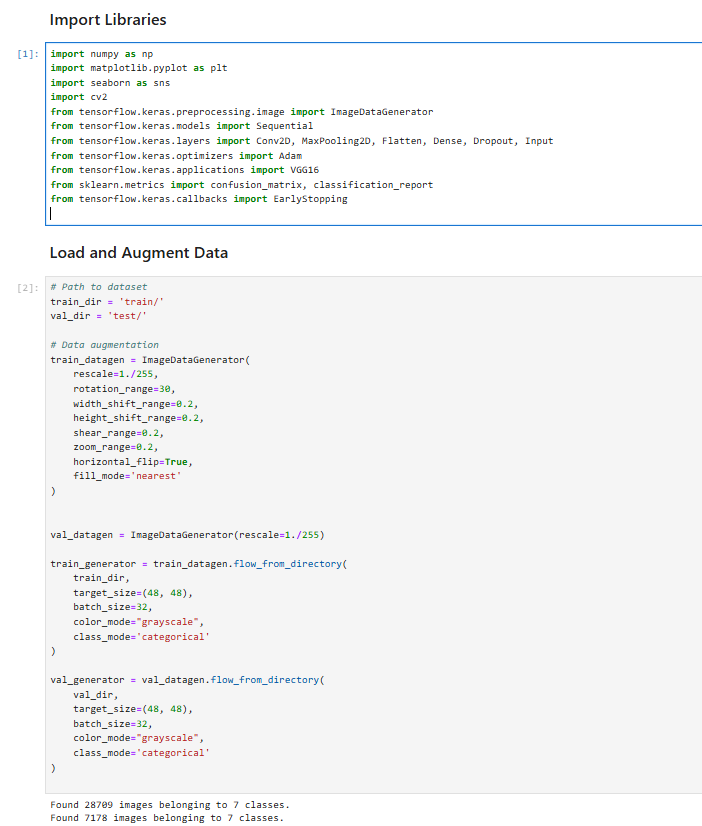 Import Libraries
[1]:
import numpy as np
import matplotlib.pyplot as plt
import seaborn as sns
import cv2
from tensorflow.keras.preprocessing.image import ImageDataGenerator
from tensorflow.keras.models import Sequential
from tensorflow.keras.layers import Conv2D, MaxPooling2D, Flatten, Dense, Dropout, Input
from tensorflow.keras.optimizers import Adam
from tensorflow.keras.applications import VGG16
from sklearn.metrics import confusion_matrix, classification_report
from tensorflow.keras.callbacks import EarlyStopping
Load and Augment Data
[2]:
# Path to dataset
train_dir = 'train/'
val_dir = 'test/'
# Data augmentation
train_datagen = ImageDataGenerator(
    rescale=1./255,
    rotation_range=30,
    width_shift_range=0.2,
    height_shift_range=0.2,
    shear_range=0.2,
    zoom_range=0.2,
    horizontal_flip=True,
    fill_mode='nearest'
)
val_datagen = ImageDataGenerator(rescale=1./255)
train_generator = train_datagen.flow_from_directory(
    train_dir,
    target_size=(48, 48),
    batch_size=32,
    color_mode="grayscale",
    class_mode='categorical'
)
val_generator = val_datagen.flow_from_directory(
    val_dir,
    target_size=(48, 48),
    batch_size=32,
    color_mode="grayscale",
    class_mode='categorical'
)
Found 28709 images belonging to 7 classes.
Found 7178 images belonging to 7 classes.